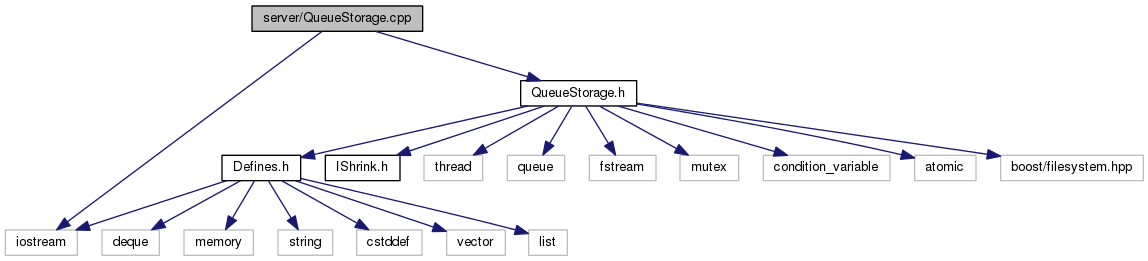 server/QueueStorage.cpp
QueueStorage.h
Defines.h
IShrink.h
thread
queue
fstream
mutex
condition_variable
atomic
boost/filesystem.hpp
iostream
deque
memory
string
cstddef
vector
list